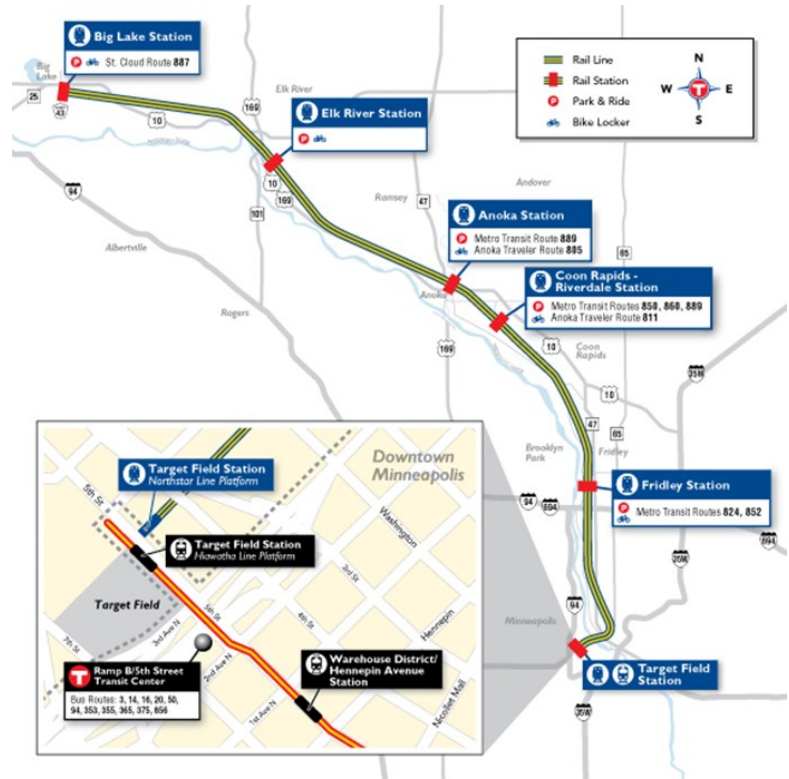 Big Lake Station
St. Cloud Route 887
Big
Lake
25
43
10
Elk River
169
Elk River Station
10
169
101
94
Albertville
Rogers
Rail Line
Rail Station
Park & Ride
Bike Locker
N
W
T
E
S
Ramsey
47
Andover
65
Anoka Station
Metro Transit Route 889
Anoka Traveler Route 805
Anoka
169
Coon Rapids -
Riverdale Station
Metro Transit Routes 850, 860, 889
Anoka Traveler Route 811
10
Coon
Rapids
10
35W
47
65
Brooklyn
Park
Fridley
Fridley Station
Metro Transit Routes 824, 852
94
694
694
35W
94
Minneapolis
Target Field
Station
35W
Downtown
Minneapolis
Target Field Station
Northstar Line Platform
5th St
Target Field Station
Hiawatha Line Platform
Washington
3rd St
4th St
Hennepin
5th St
Target Field
7th St
3rd Ave N
2nd Ave N
1st Ave N
Nicollet Mall
T
Ramp B/5th Street
Transit Center
Bus Routes: 3, 14, 16, 20, 50,
94, 353, 355, 365, 375, 656
Warehouse District/
Hennepin Avenue
Station